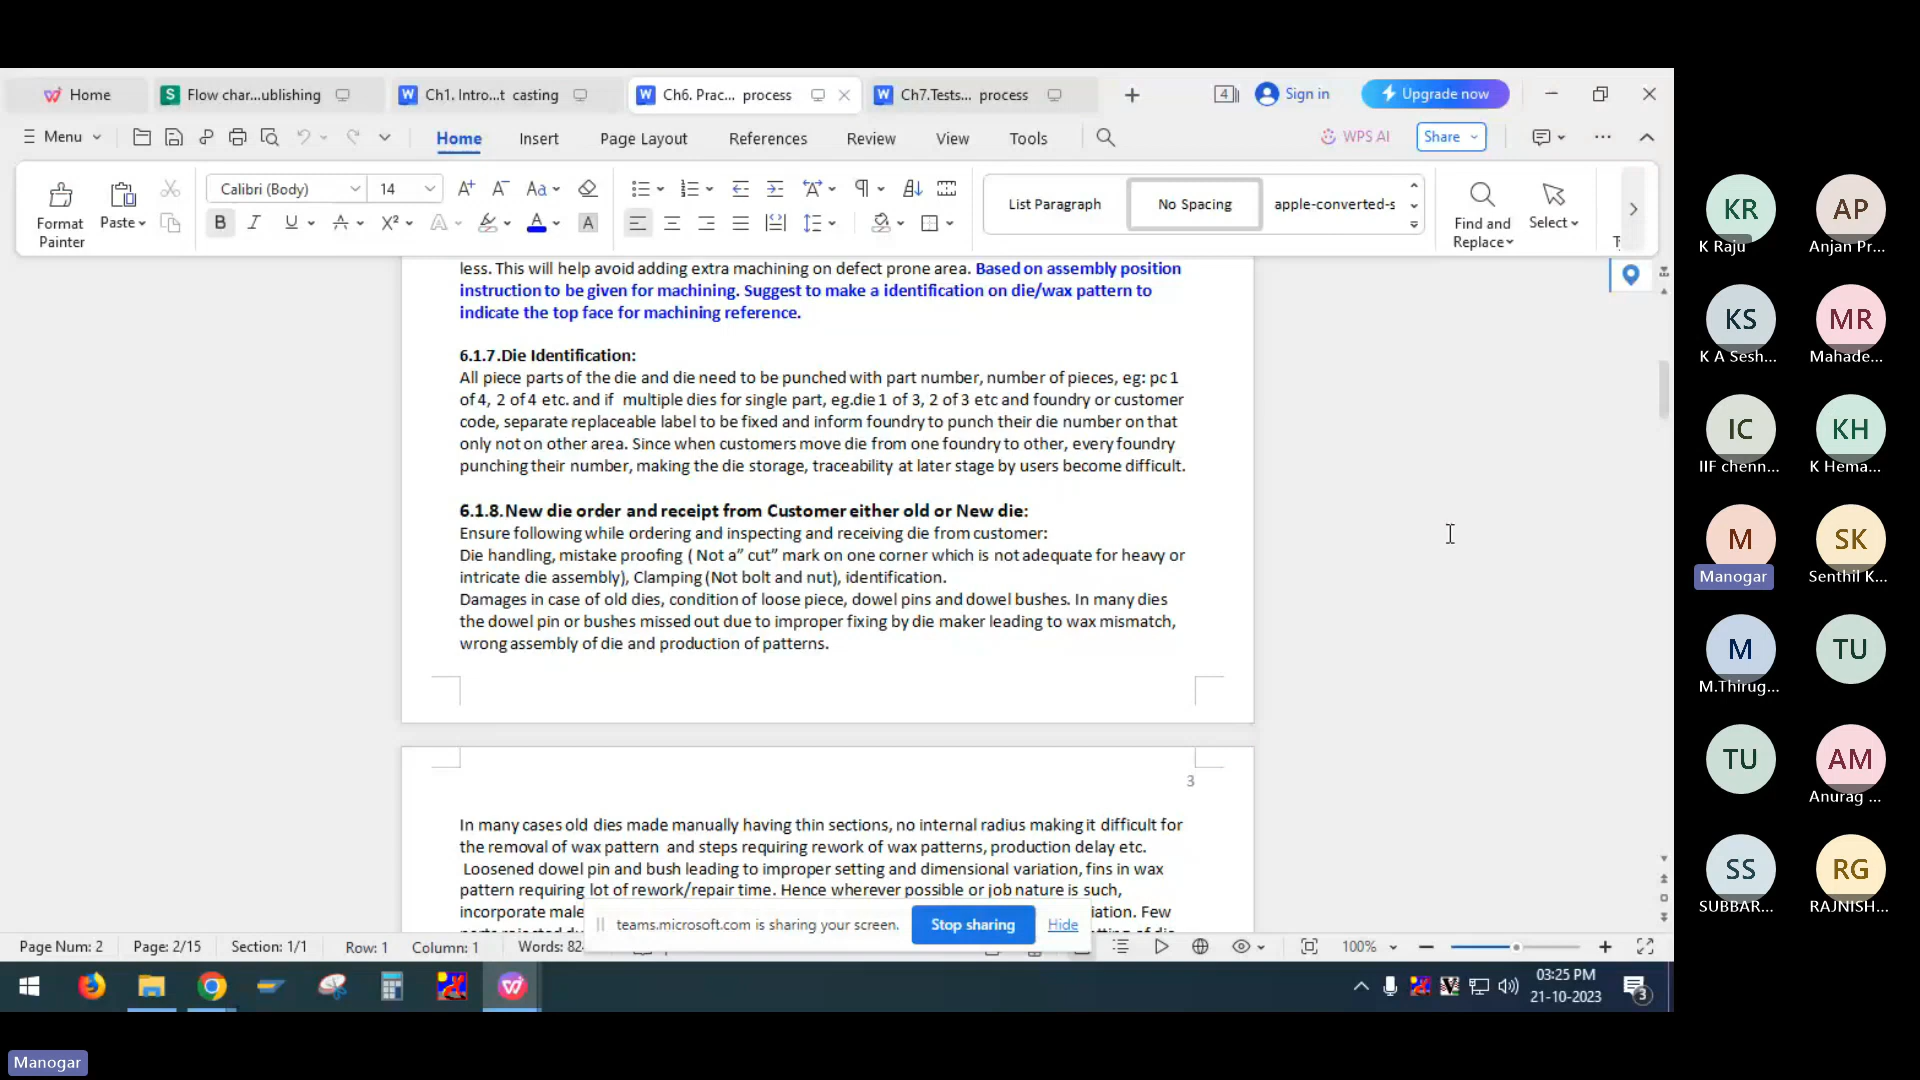 Home
Flow char...ublishing
Ch1. Intro...t casting
Ch6. Prac... process
Ch7.Tests... process
4
Sign in
Upgrade now
Menu
Home
Insert
Page Layout
References
Review
View
Tools
WPS AI
Share
Format
Painter
Paste
Calibri (Body)
14
List Paragraph
No Spacing
apple-converted-s
Find and
Replace
Select
less. This will help avoid adding extra machining on defect prone area. Based on assembly position
instruction to be given for machining. Suggest to make a identification on die/wax pattern to
indicate the top face for machining reference.
6.1.7.Die Identification:
All piece parts of the die and die need to be punched with part number, number of pieces, eg: pc 1
of 4, 2 of 4 etc. and if multiple dies for single part, eg.die 1 of 3, 2 of 3 etc and foundry or customer
code, separate replaceable label to be fixed and inform foundry to punch their die number on that
only not on other area. Since when customers move die from one foundry to other, every foundry
punching their number, making the die storage, traceability at later stage by users become difficult.
6.1.8.New die order and receipt from Customer either old or New die:
Ensure following while ordering and inspecting and receiving die from customer:
Die handling, mistake proofing ( Not a” cut” mark on one corner which is not adequate for heavy or
intricate die assembly), Clamping (Not bolt and nut), identification.
Damages in case of old dies, condition of loose piece, dowel pins and dowel bushes. In many dies
the dowel pin or bushes missed out due to improper fixing by die maker leading to wax mismatch,
wrong assembly of die and production of patterns.
3
In many cases old dies made manually having thin sections, no internal radius making it difficult for
the removal of wax pattern and steps requiring rework of wax patterns, production delay etc.
Loosened dowel pin and bush leading to improper setting and dimensional variation, fins in wax
pattern requiring lot of rework/repair time. Hence wherever possible or job nature is such,
incorporate male
iation. Few
teams.microsoft.com is sharing your screen.
Stop sharing
Hide
Page Num: 2
Page: 2/15
Section: 1/1
Row: 1
Column: 1
Words: 82
100%
03:25 PM
21-10-2023
3
KR
K Raju
AP
Anjan Pr...
KS
K A Sesh...
MR
Mahade...
IC
IIF chenn...
KH
K Hema...
M
Manogar
SK
Senthil K...
M
M.Thirug...
TU
TU
AM
Anurag ...
SS
SUBBAR...
RG
RAJNISH...
Manogar